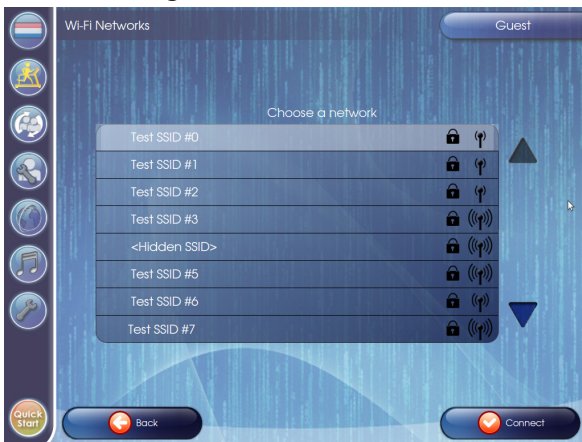 Wi-Fi Networks
Guest
Choose a network
Test SSID #0
Test SSID #1
Test SSID #2
Test SSID #3
<Hidden SSID>
Test SSID #5
Test SSID #6
Test SSID #7
Quick
Start
Back
Connect